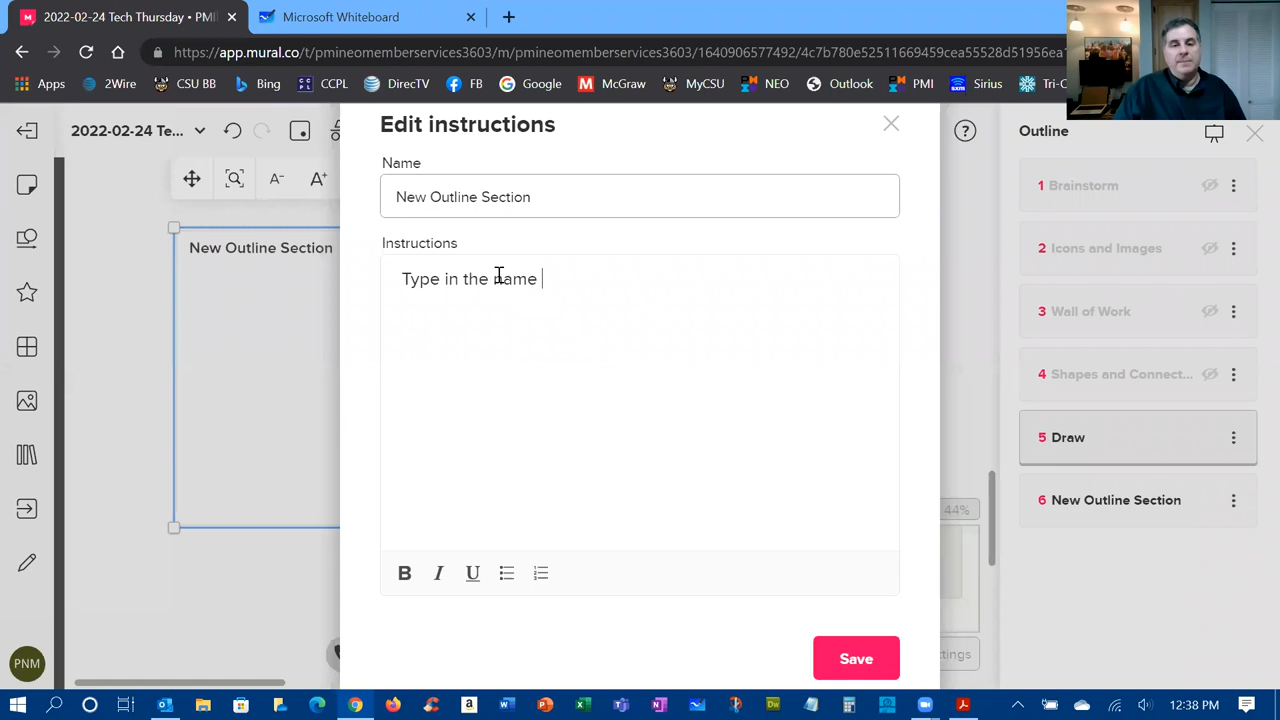 2022-02-24 Tech Thursday • PMI
Microsoft Whiteboard
https://app.mural.co/t/pmineomemberservices3603/m/pmineomemberservices3603/1640906577492/4c7b780e52511669459cea55528d51956ea
Apps
2Wire
CSU BB
Bing
CCPL
DirecTV
FB
Google
McGraw
MyCSU
NEO
Outlook
PMI
Sirius
Tri-C
2022-02-24 Te...
Edit instructions
Outline
Name
New Outline Section
Instructions
Type in the name
New Outline Section
1 Brainstorm
2 Icons and Images
3 Wall of Work
4 Shapes and Connect...
5 Draw
6 New Outline Section
44%
B I U
Save
ttings
PNM
12:38 PM